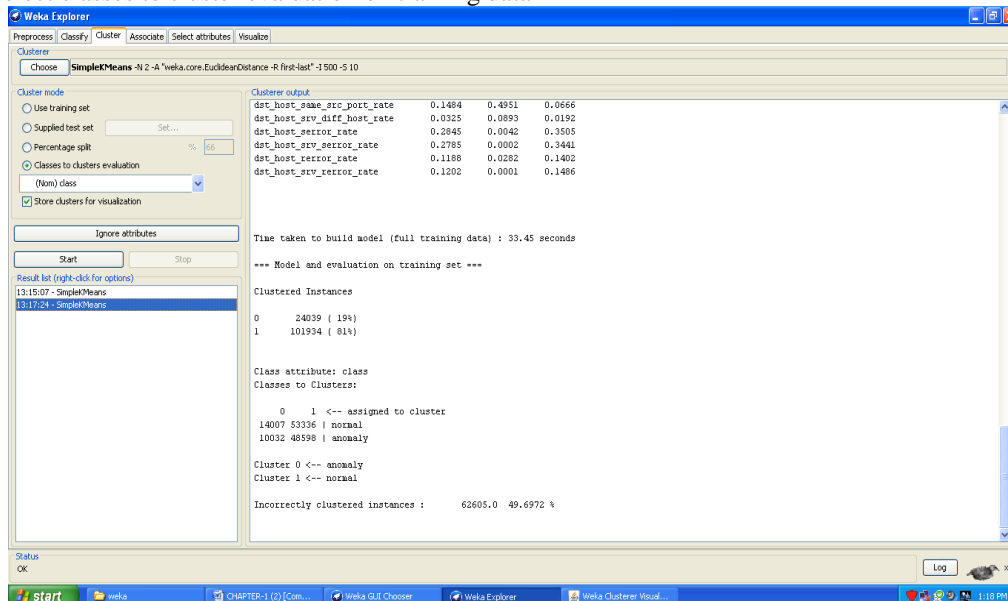 Weka Explorer
Preprocess Classify Cluster Associate Select attributes Visualize
Clusterer
Choose SimpleKMeans -N 2 -A "weka.core.EuclideanDistance -R first-last" -I 500 -S 10
Cluster mode
Use training set
Supplied test set Set...
Percentage split % 66
Classes to clusters evaluation
(Nom) class
Store clusters for visualization
Ignore attributes
Start Stop
Result list (right-click for options)
13:15:07 - SimpleKMeans
13:17:24 - SimpleKMeans
Clusterer output
dst_host_same_src_port_rate 0.1484 0.4951 0.0666
dst_host_srv_diff_host_rate 0.0325 0.0893 0.0192
dst_host_serror_rate 0.2845 0.0042 0.3505
dst_host_srv_serror_rate 0.2785 0.0002 0.3441
dst_host_rerror_rate 0.1188 0.0282 0.1402
dst_host_srv_rerror_rate 0.1202 0.0001 0.1486
Time taken to build model (full training data) : 33.45 seconds
=== Model and evaluation on training set ===
Clustered Instances
0 24039 ( 19%)
1 101934 ( 81%)
Class attribute: class
Classes to Clusters:
0 1 <-- assigned to cluster
14007 53336 | normal
10032 48598 | anomaly
Cluster 0 <-- anomaly
Cluster 1 <-- normal
Incorrectly clustered instances : 62605.0 49.6972 %
Status
OK
Log x
start weka CHAPTER-1 (2) [Com... Weka GUI Chooser Weka Explorer Weka Clusterer Visual... 1:18 PM